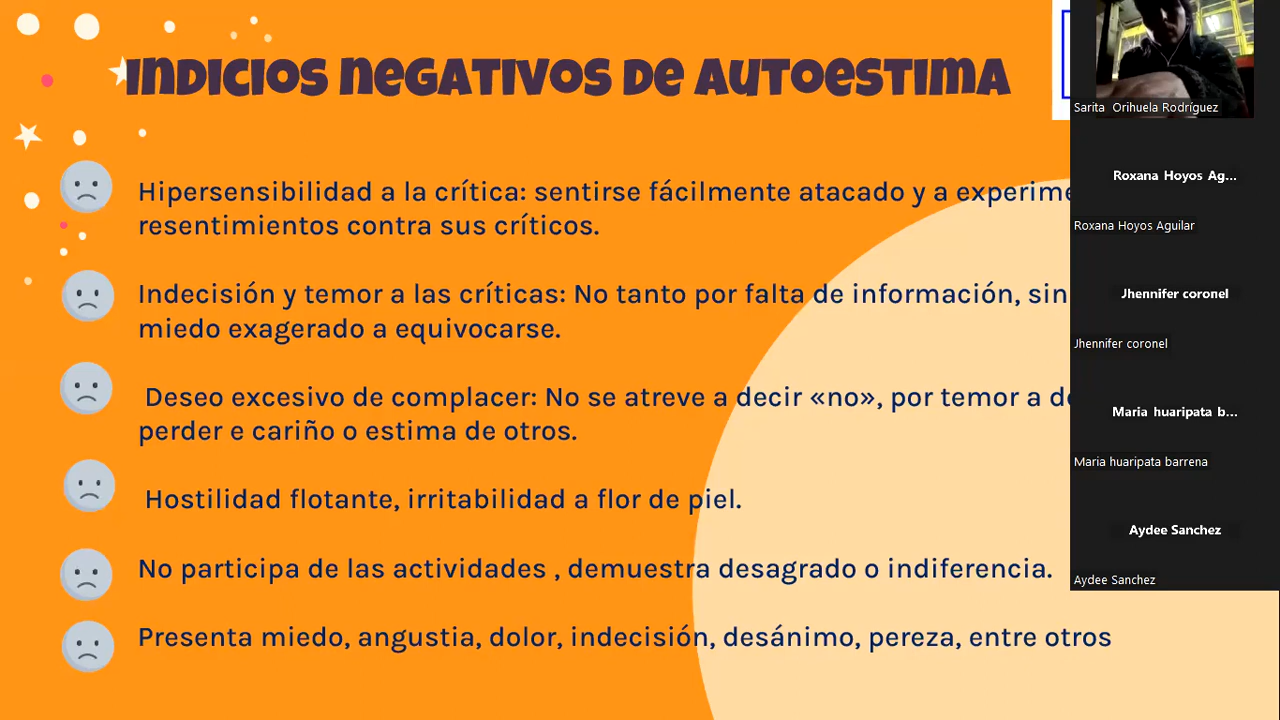 Indicios negativos de autoestima
Hipersensibilidad a la crítica: sentirse fácilmente atacado y a
resentimientos contra sus críticos.
Indecisión y temor a las críticas: No tanto por falta de información,
miedo exagerado a equivocarse.
Deseo excesivo de complacer: No se atreve a decir «no», por temor a
perder e cariño o estima de otros.
Hostilidad flotante, irritabilidad a flor de piel.
No participa de las actividades , demuestra desagrado o indiferencia.
Presenta miedo, angustia, dolor, indecisión, desánimo, pereza, entre otros
Sarita Orihuela Rodríguez
Roxana Hoyos Ag...
Roxana Hoyos Aguilar
Jhennifer coronel
Jhennifer coronel
Maria huaripata b...
Maria huaripata barrena
Aydee Sanchez
Aydee Sanchez